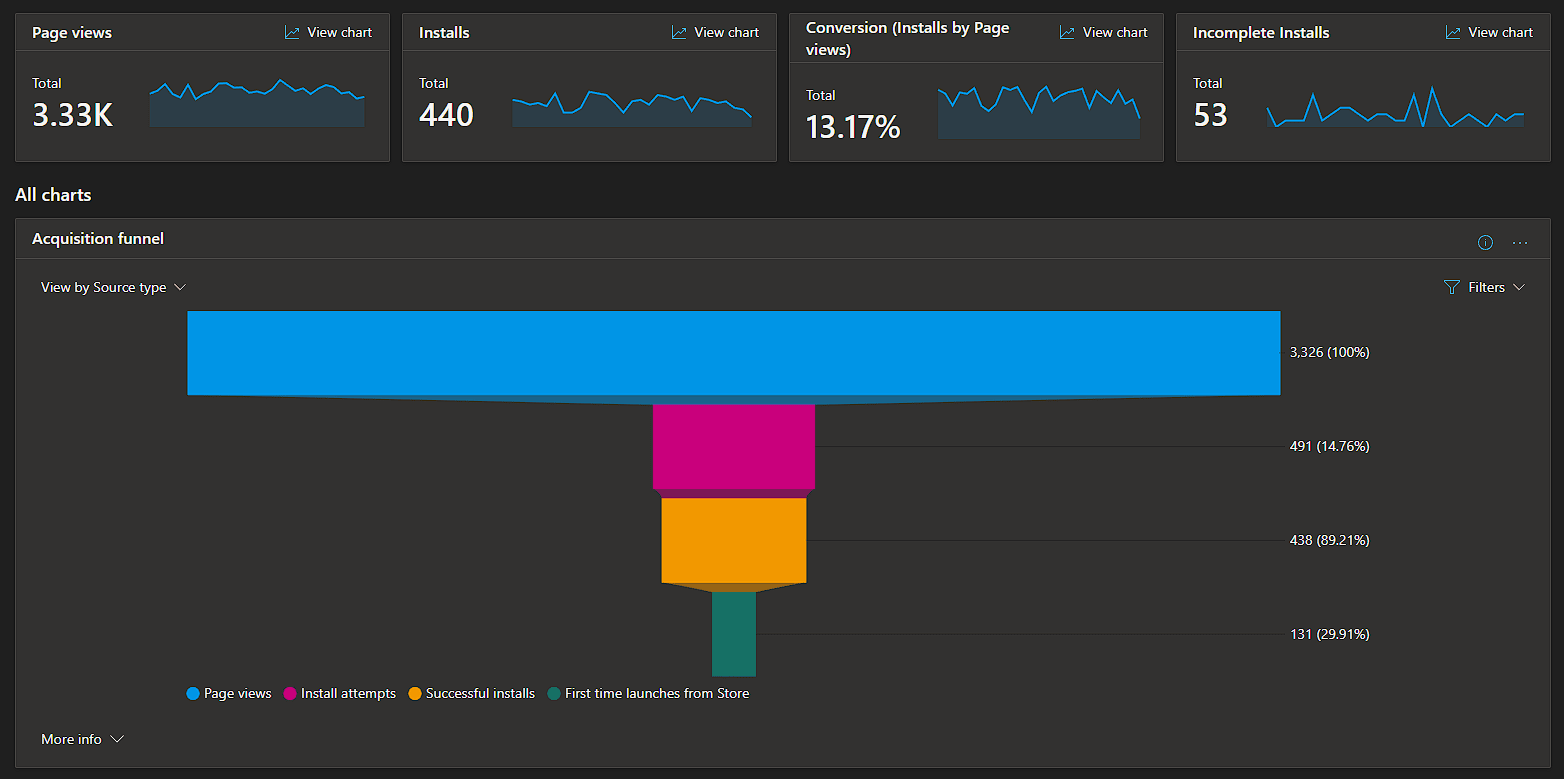 Page views
View chart
Total
3.33K
Installs
View chart
Total
440
Conversion (Installs by Page
views)
View chart
Total
13.17%
Incomplete Installs
View chart
Total
53
All charts
Acquisition funnel
View by Source type
Filters
3,326 (100%)
491 (14.76%)
438 (89.21%)
131 (29.91%)
Page views
Install attempts
Successful installs
First time launches from Store
More info